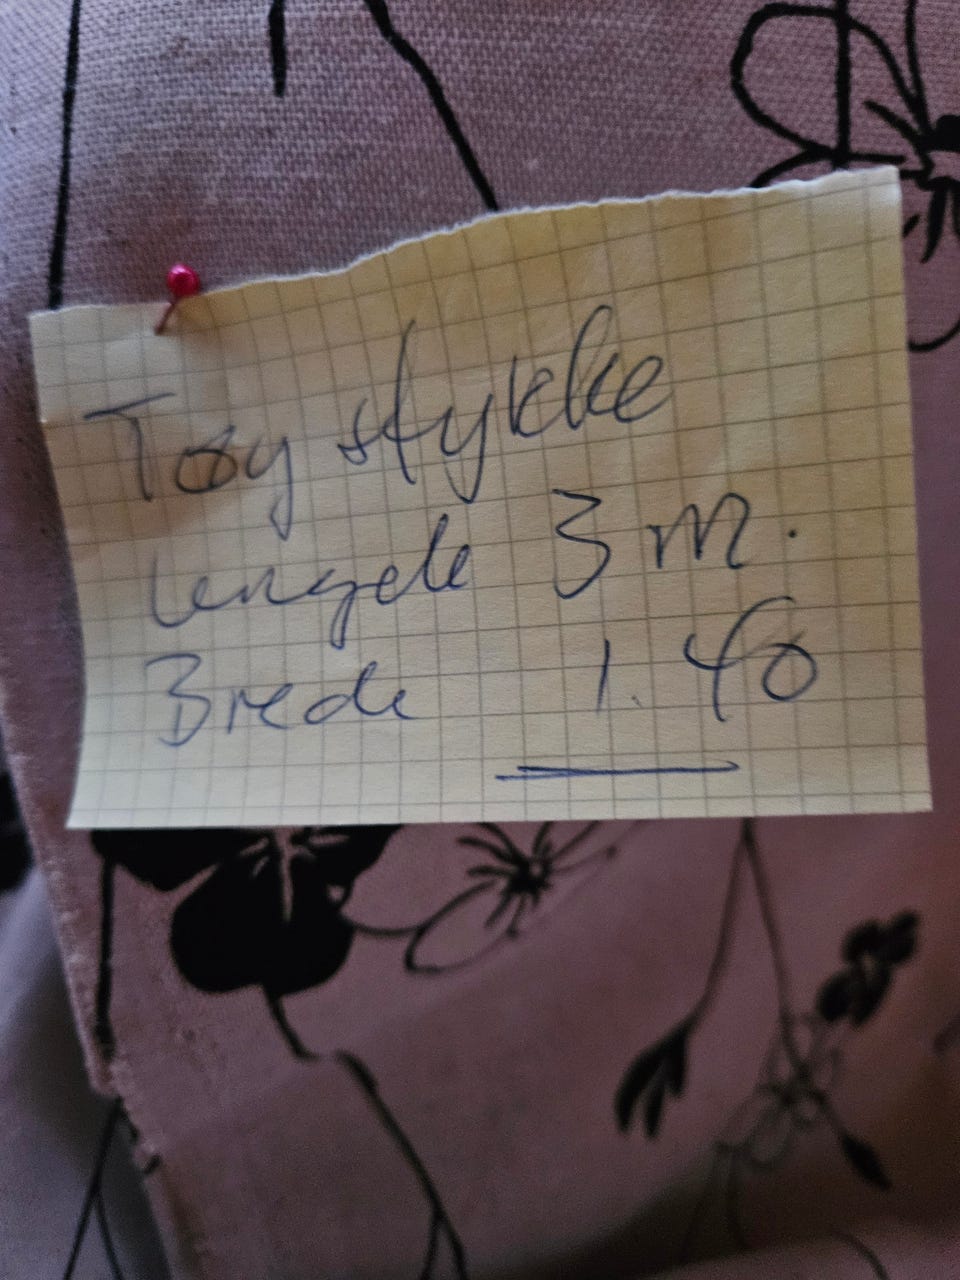 Tøy stykke
Lengde 3 m.
Brede 1.40